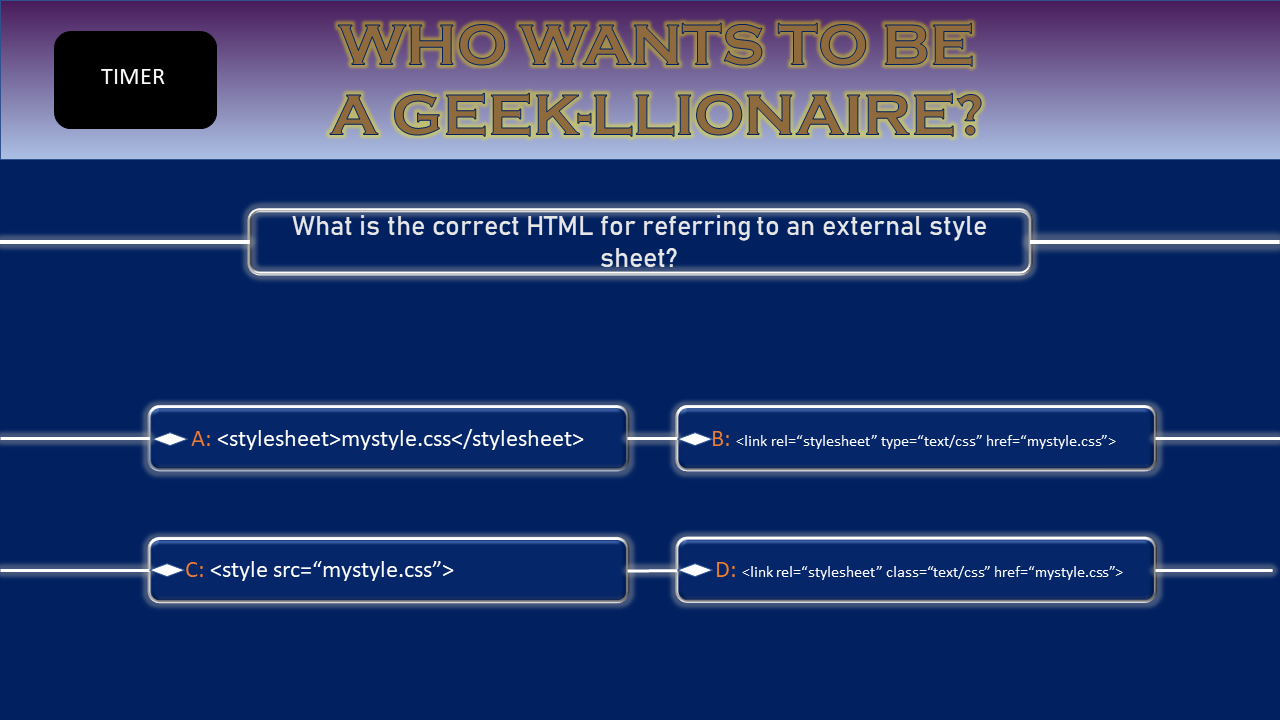 TIMER
WHO WANTS TO BE
A GEEK-LLIONAIRE?
What is the correct HTML for referring to an external style
sheet?
A: <stylesheet>mystyle.css</stylesheet>
B: <link rel=“stylesheet” type=“text/css” href=“mystyle.css”>
C: <style src=“mystyle.css”>
D: <link rel=“stylesheet” class=“text/css” href=“mystyle.css”>